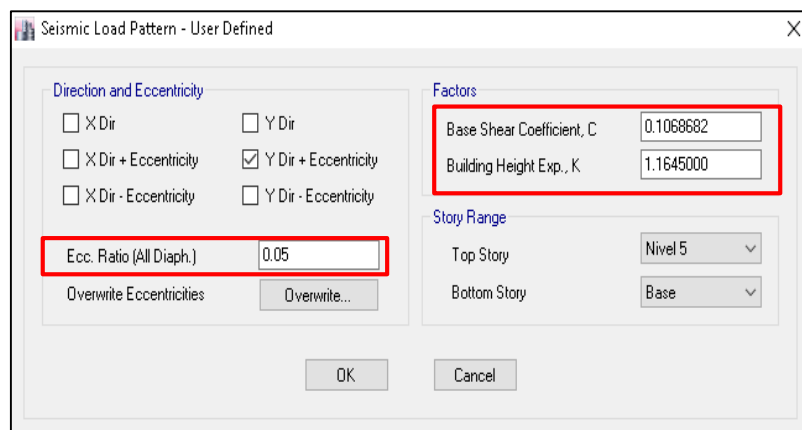 Seismic Load Pattern - User Defined
Direction and Eccentricity
X Dir
Y Dir
X Dir + Eccentricity
Y Dir + Eccentricity
X Dir - Eccentricity
Y Dir - Eccentricity
Ecc. Ratio (All Diaph.)
0.05
Overwrite Eccentricities
Overwrite...
Factors
Base Shear Coefficient, C
0.1068682
Building Height Exp., K
1.1645000
Story Range
Top Story
Nivel 5
Bottom Story
Base
OK
Cancel